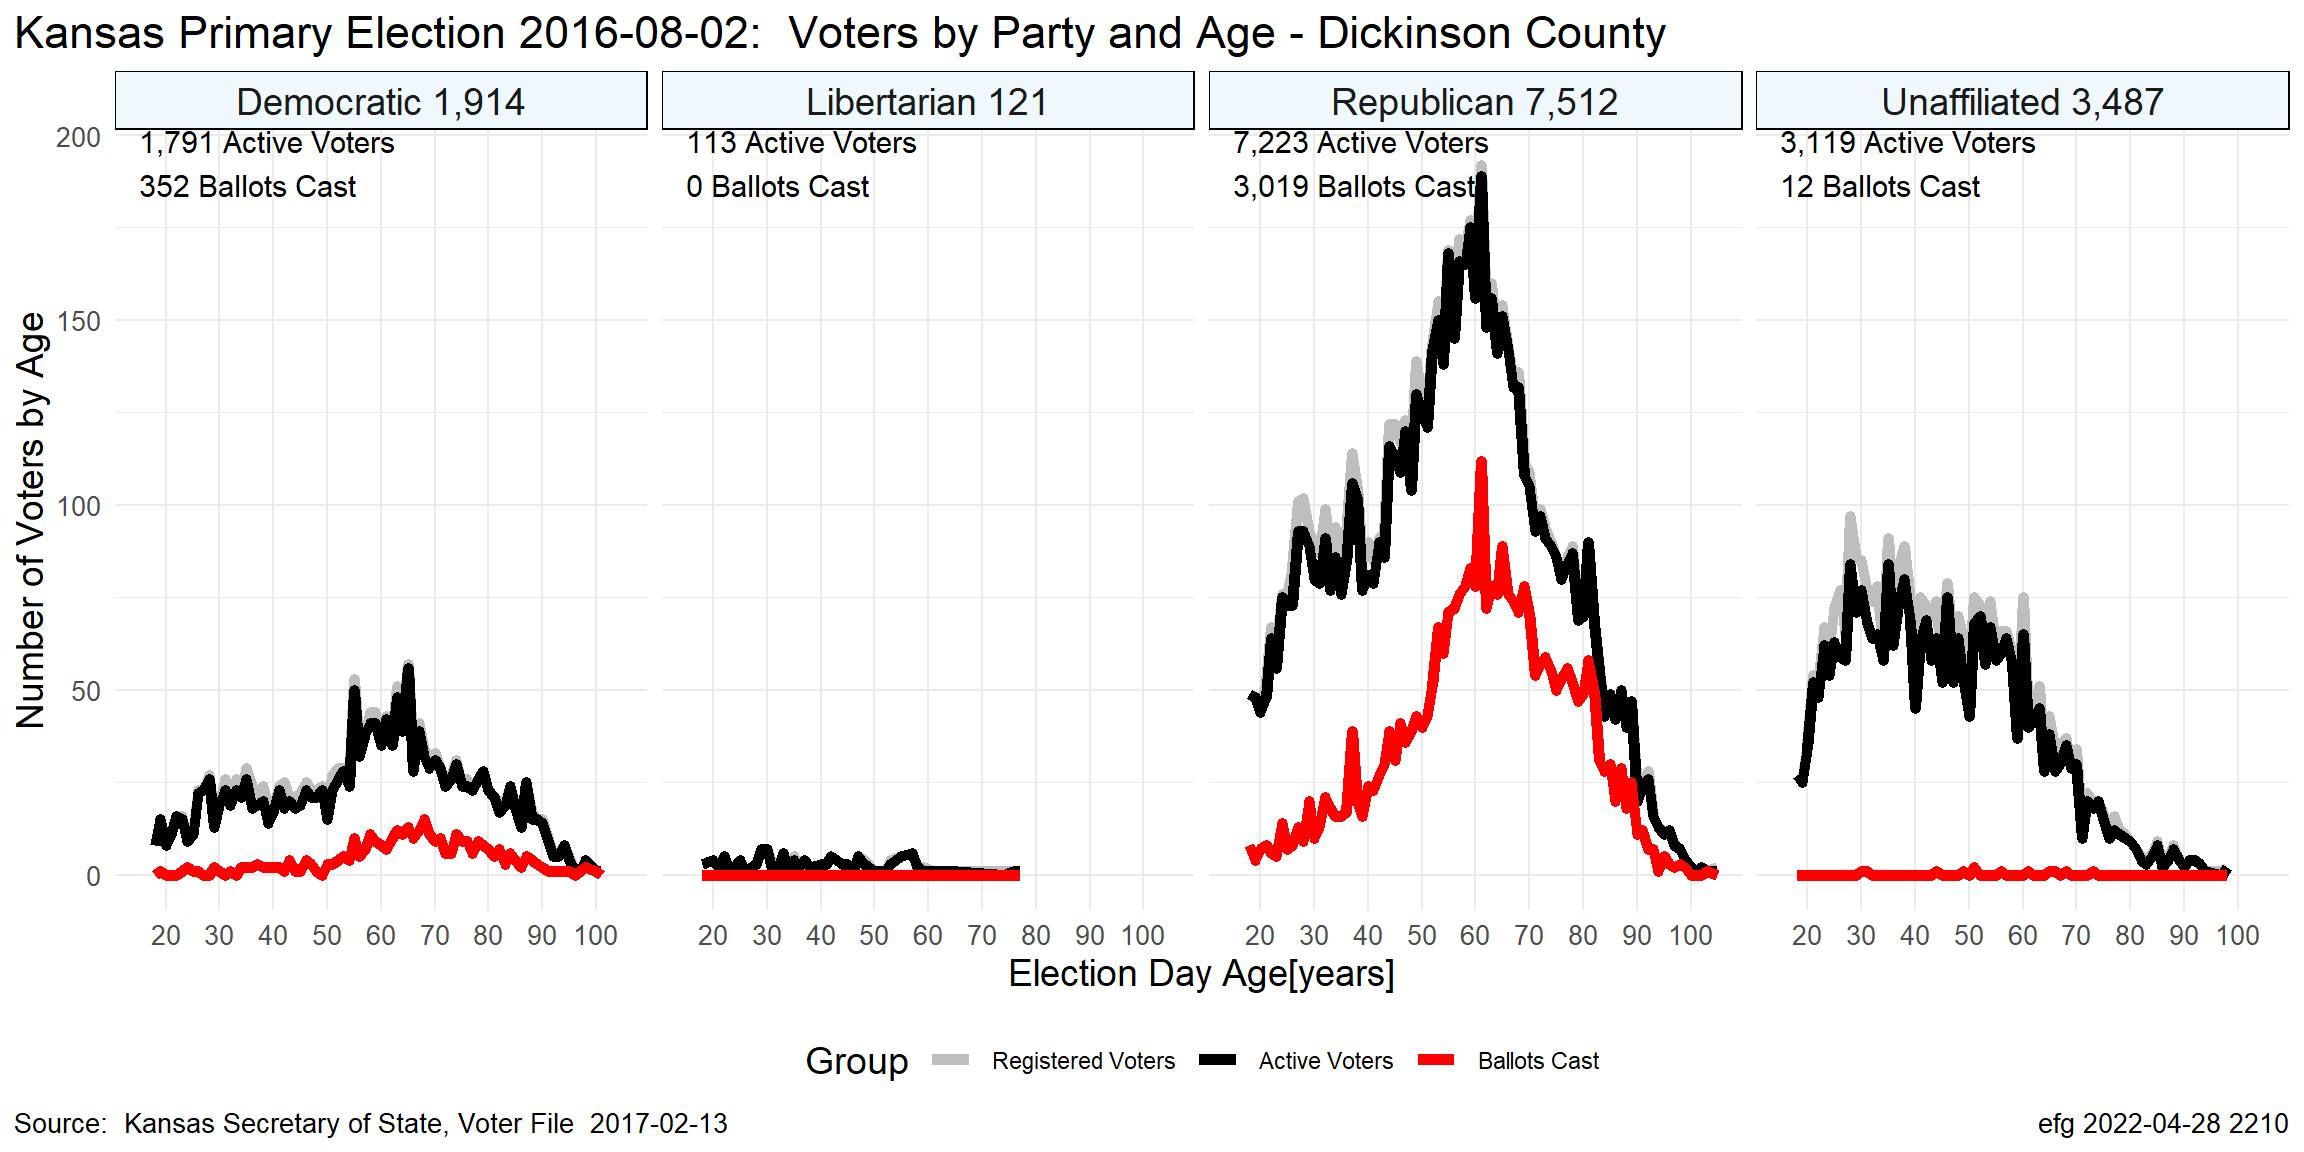 Kansas Primary Election 2016-08-02:  Voters by Party and Age - Dickinson County
Democratic 1,914
Libertarian 121
Republican 7,512
Unaffiliated 3,487
1,791 Active Voters
352 Ballots Cast
113 Active Voters
0 Ballots Cast
7,223 Active Voters
3,019 Ballots Cast
3,119 Active Voters
12 Ballots Cast
Number of Voters by Age
200
150
100
50
0
20 30 40 50 60 70 80 90 100
20 30 40 50 60 70 80 90 100
20 30 40 50 60 70 80 90 100
20 30 40 50 60 70 80 90 100
Election Day Age[years]
Group Registered Voters Active Voters Ballots Cast
Source:  Kansas Secretary of State, Voter File  2017-02-13
efg 2022-04-28 2210